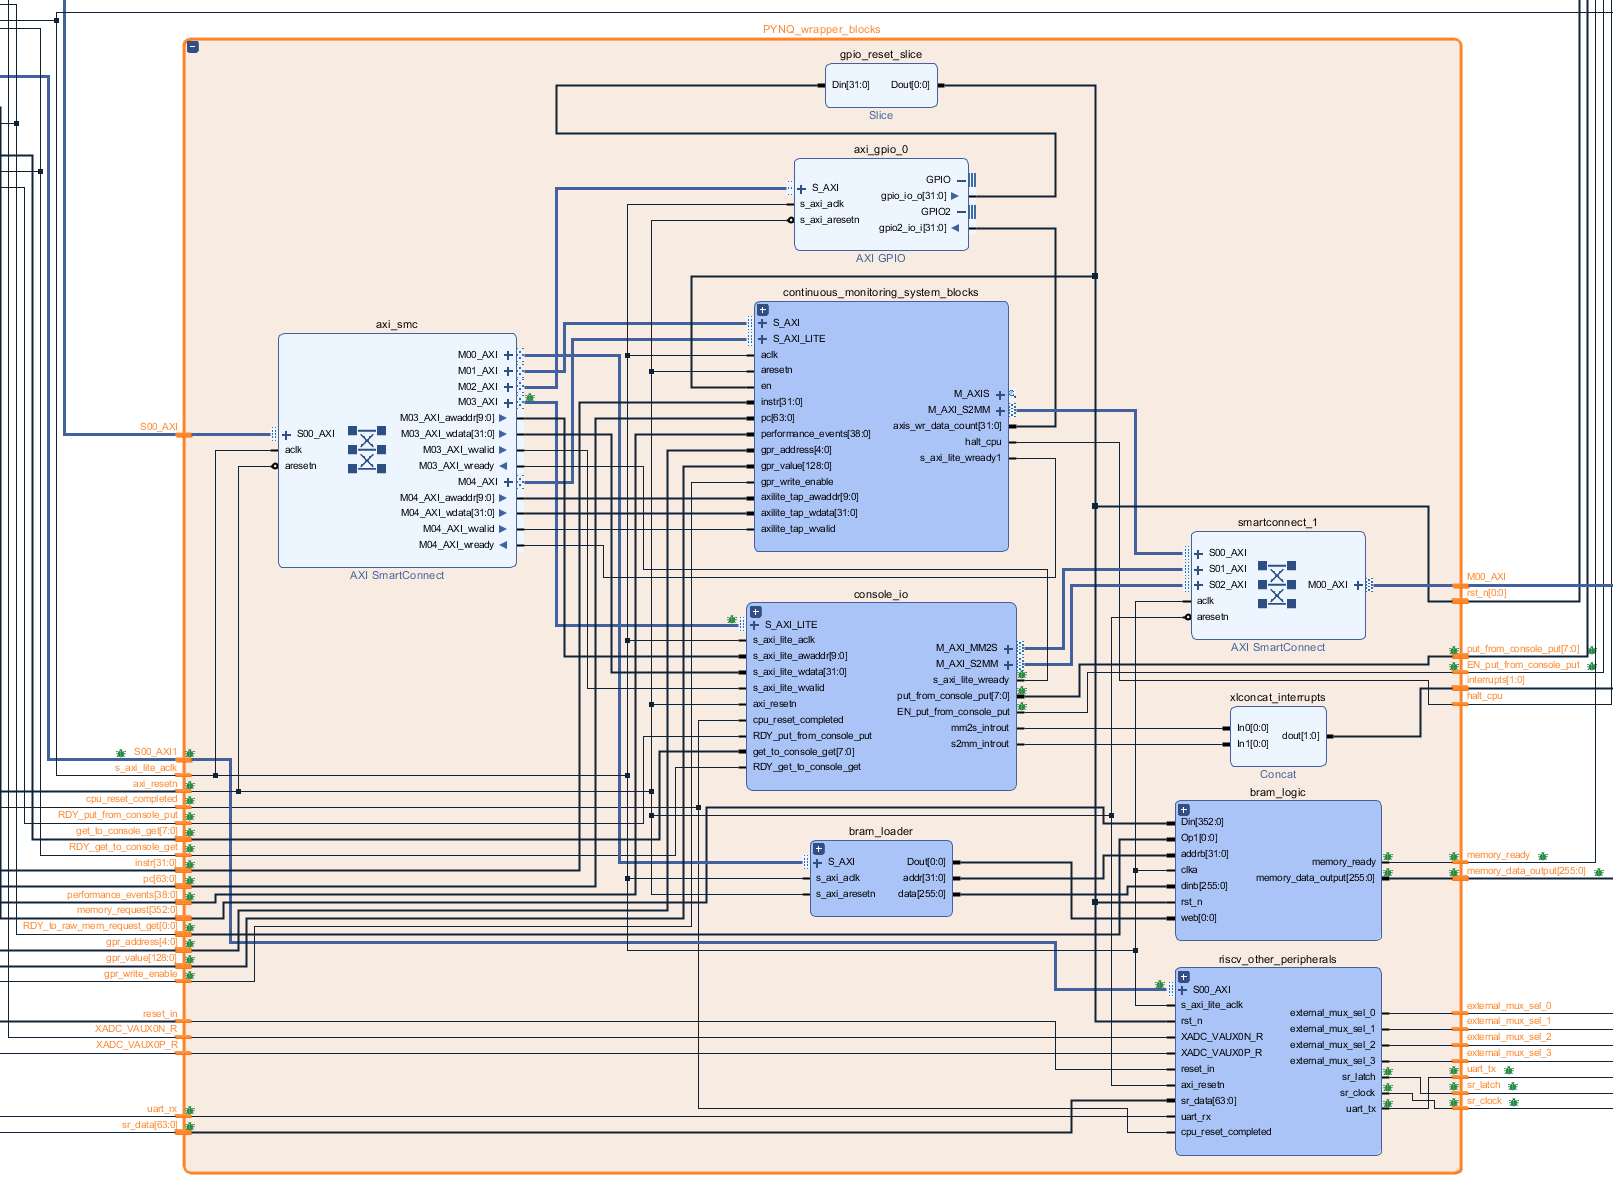 PYNQ_wrapper_blocks
gpio_reset_slice
Din[31:0] Dout[0:0]
Slice
axi_gpio_0
S_AXI
s_axi_aclk
s_axi_aresetn
GPIO
gpio_io_o[31:0]
GPIO2
gpio2_io_i[31:0]
AXI GPIO
continuous_monitoring_system_blocks
S_AXI
S_AXI_LITE
aclk
aresetn
en
instr[31:0]
pc[63:0]
performance_events[38:0]
gpr_address[4:0]
gpr_value[128:0]
gpr_write_enable
axilite_tap_awaddr[9:0]
axilite_tap_wdata[31:0]
axilite_tap_wvalid
M_AXIS
M_AXI_S2MM
axis_wr_data_count[31:0]
halt_cpu
s_axi_lite_wready1
axi_smc
S00_AXI
aclk
aresetn
M00_AXI
M01_AXI
M02_AXI
M03_AXI
M03_AXI_awaddr[9:0]
M03_AXI_wdata[31:0]
M03_AXI_wvalid
M03_AXI_wready
M04_AXI
M04_AXI_awaddr[9:0]
M04_AXI_wdata[31:0]
M04_AXI_wvalid
M04_AXI_wready
AXI SmartConnect
smartconnect_1
S00_AXI
S01_AXI
S02_AXI
aclk
aresetn
M00_AXI
AXI SmartConnect
console_io
S_AXI_LITE
s_axi_lite_aclk
s_axi_lite_awaddr[9:0]
s_axi_lite_wdata[31:0]
s_axi_lite_wvalid
axi_resetn
cpu_reset_completed
RDY_put_from_console_put
get_to_console_get[7:0]
RDY_get_to_console_get
M_AXI_MM2S
M_AXI_S2MM
s_axi_lite_wready
put_from_console_put[7:0]
EN_put_from_console_put
mm2s_introut
s2mm_introut
xlconcat_interrupts
In0[0:0]
In1[0:0]
dout[1:0]
Concat
bram_loader
S_AXI
s_axi_aclk
s_axi_aresetn
Dout[0:0]
addr[31:0]
data[255:0]
bram_logic
Din[352:0]
Op1[0:0]
addrb[31:0]
clka
dinb[255:0]
rst_n
web[0:0]
memory_ready
memory_data_output[255:0]
riscv_other_peripherals
S00_AXI
s_axi_lite_aclk
rst_n
XADC_VAUX0N_R
XADC_VAUX0P_R
reset_in
axi_resetn
sr_data[63:0]
uart_rx
cpu_reset_completed
external_mux_sel_0
external_mux_sel_1
external_mux_sel_2
external_mux_sel_3
sr_latch
sr_clock
uart_tx
S00_AXI
S00_AXI1
s_axi_lite_aclk
axi_resetn
cpu_reset_completed
RDY_put_from_console_put
get_to_console_get[7:0]
RDY_get_to_console_get
instr[31:0]
pc[63:0]
performance_events[38:0]
memory_request[352:0]
RDY_to_raw_mem_request_get[0:0]
gpr_address[4:0]
gpr_value[128:0]
gpr_write_enable
reset_in
XADC_VAUX0N_R
XADC_VAUX0P_R
uart_rx
sr_data[63:0]
M00_AXI
rst_n[0:0]
put_from_console_put[7:0]
EN_put_from_console_put
interrupts[1:0]
halt_cpu
memory_ready
memory_data_output[255:0]
external_mux_sel_0
external_mux_sel_1
external_mux_sel_2
external_mux_sel_3
uart_tx
sr_latch
sr_clock